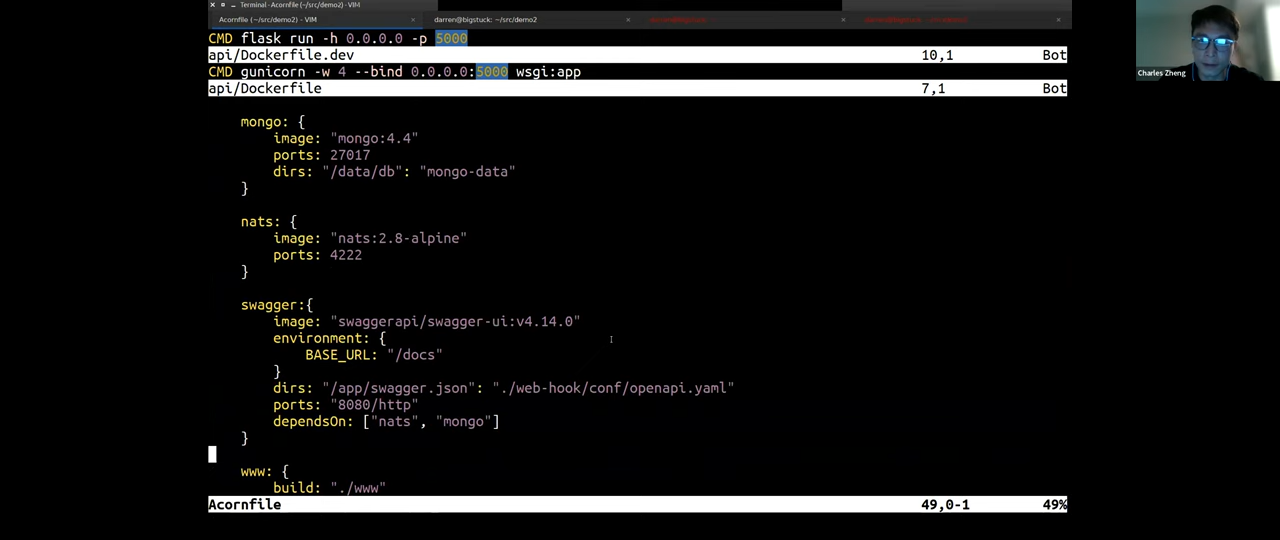 Terminal - Acornfile (~/src/demo2) - VIM
Acornfile (~/src/demo2) - VIM
darren@bigstuck: ~/src/demo2
CMD flask run -h 0.0.0.0 -p 5000
api/Dockerfile.dev 10,1 Bot
CMD gunicorn -w 4 --bind 0.0.0.0:5000 wsgi:app
api/Dockerfile 7,1 Bot
mongo: {
image: "mongo:4.4"
ports: 27017
dirs: "/data/db": "mongo-data"
}
nats: {
image: "nats:2.8-alpine"
ports: 4222
}
swagger:{
image: "swaggerapi/swagger-ui:v4.14.0"
environment: {
BASE_URL: "/docs"
}
dirs: "/app/swagger.json": "./web-hook/conf/openapi.yaml"
ports: "8080/http"
dependsOn: ["nats", "mongo"]
}
www: {
build: "./www"
Acornfile 49,0-1 49%
Charles Zheng